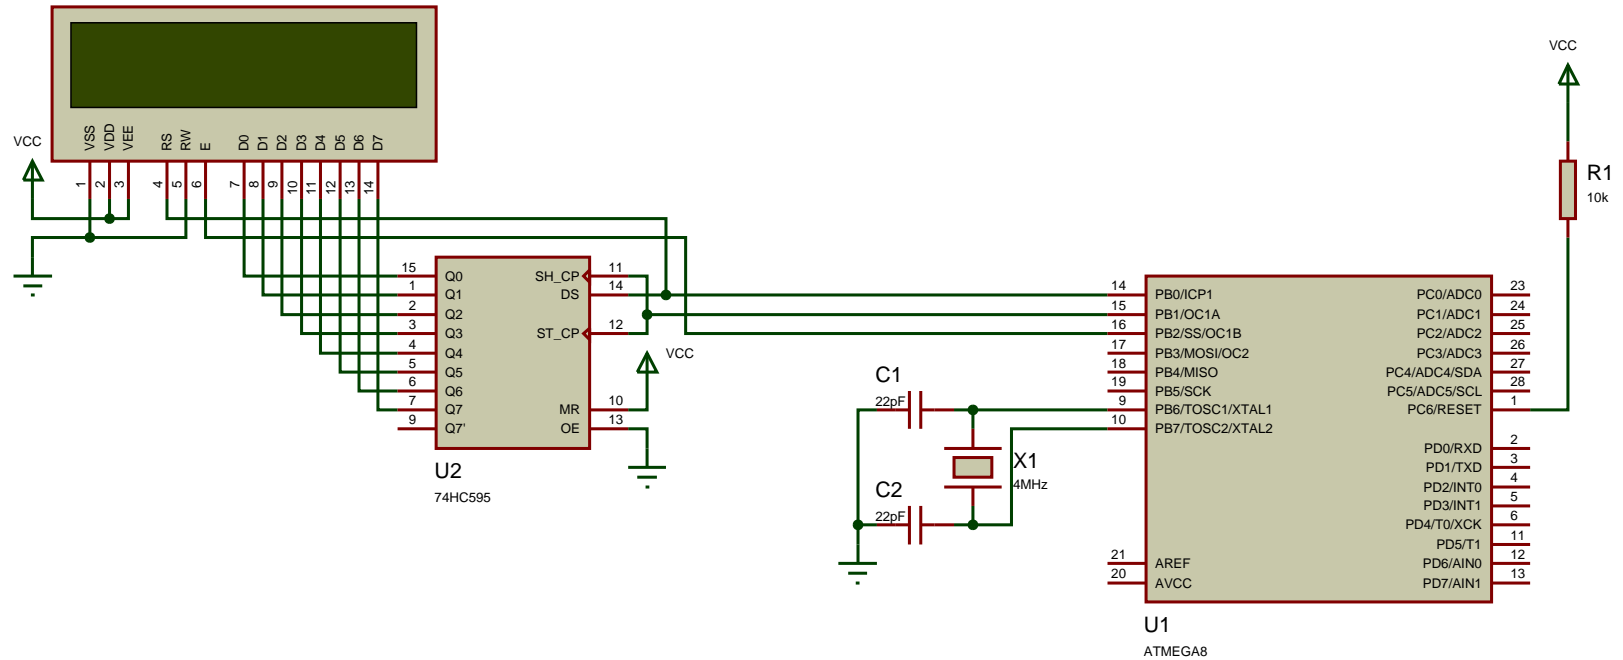 VCC
VSS
VDD
VEE
RS
RW
E
D0
D1
D2
D3
D4
D5
D6
D7
1
2
3
4
5
6
7
8
9
10
11
12
13
14
15 Q0 SH_CP 11
1 Q1 DS 14
2 Q2
3 Q3 ST_CP 12
4 Q4
5 Q5
6 Q6
7 Q7 MR 10
9 Q7' OE 13
VCC
U2
74HC595
C1
22pF
C2
22pF
X1
4MHz
VCC
R1
10k
14 PB0/ICP1 PC0/ADC0 23
15 PB1/OC1A PC1/ADC1 24
16 PB2/SS/OC1B PC2/ADC2 25
17 PB3/MOSI/OC2 PC3/ADC3 26
18 PB4/MISO PC4/ADC4/SDA 27
19 PB5/SCK PC5/ADC5/SCL 28
9 PB6/TOSC1/XTAL1 PC6/RESET 1
10 PB7/TOSC2/XTAL2
PD0/RXD 2
PD1/TXD 3
PD2/INT0 4
PD3/INT1 5
PD4/T0/XCK 6
PD5/T1 11
21 AREF PD6/AIN0 12
20 AVCC PD7/AIN1 13
U1
ATMEGA8